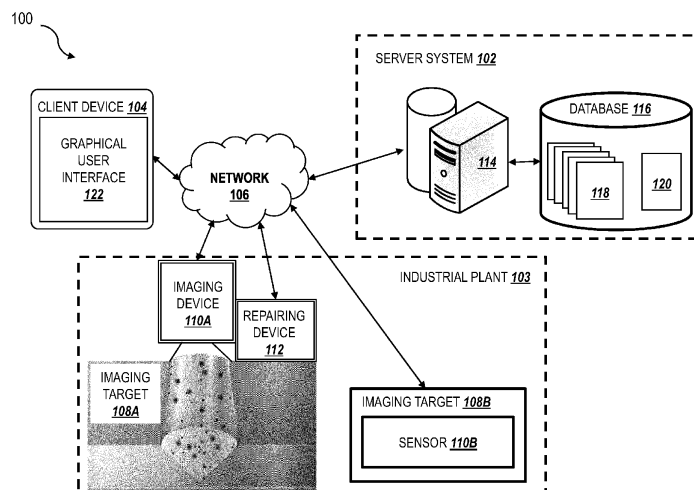 100
SERVER SYSTEM 102
CLIENT DEVICE 104
GRAPHICAL
USER
INTERFACE
122
NETWORK
106
114
DATABASE 116
118
120
INDUSTRIAL PLANT 103
IMAGING
DEVICE
110A
REPAIRING
DEVICE
112
IMAGING
TARGET
108A
IMAGING TARGET 108B
SENSOR 110B